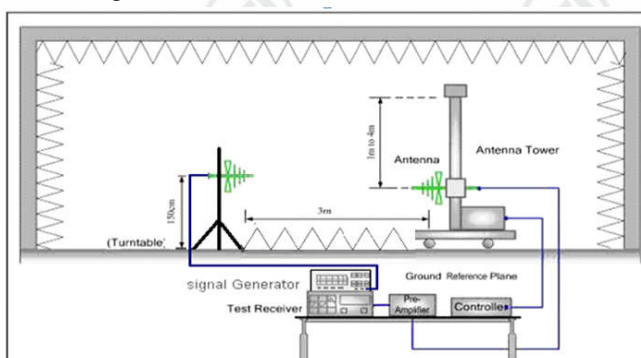 1m to 4m
Antenna
Antenna Tower
150cm
3m
(Turntable)
signal Generator
Ground Reference Plane
Test Receiver
Pre-
Amplifier
Controller